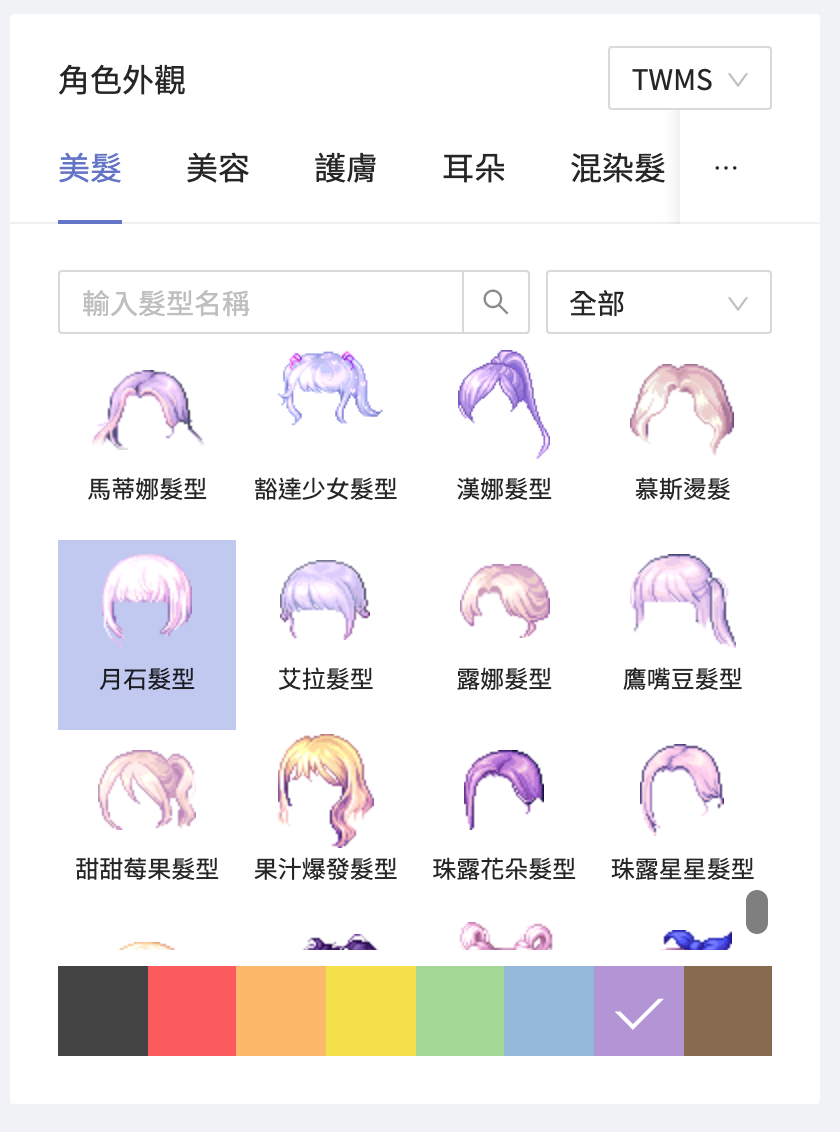 角色外觀
TWMS
美髮 美容 護膚 耳朵 混染髮 ···
輸入髮型名稱
全部
馬蒂娜髮型 豁達少女髮型 漢娜髮型 慕斯燙髮
月石髮型 艾拉髮型 露娜髮型 鷹嘴豆髮型
甜甜莓果髮型 果汁爆發髮型 珠露花朵髮型 珠露星星髮型